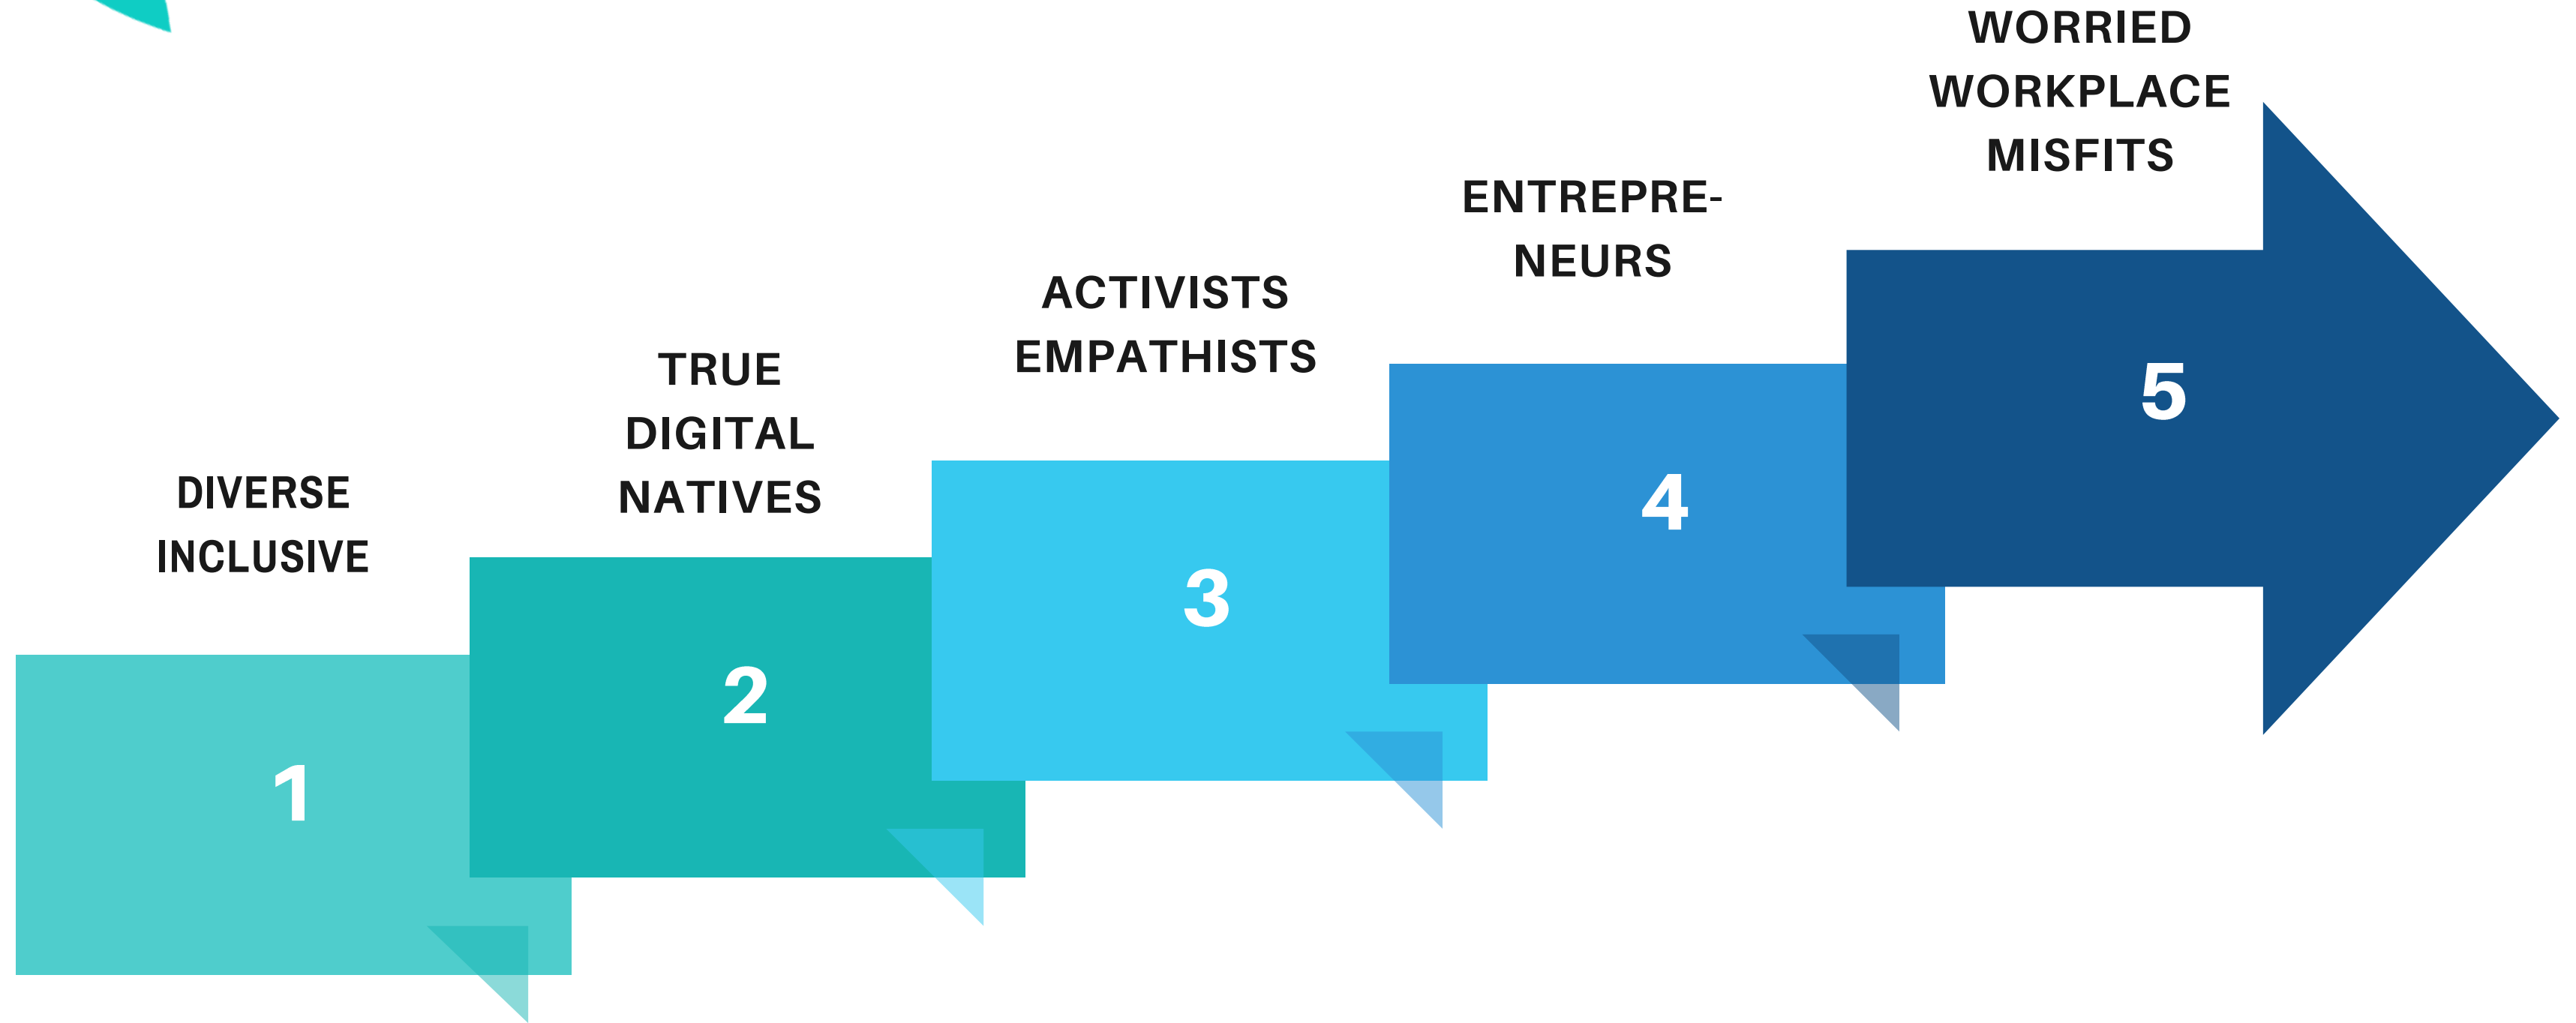 DIVERSE
INCLUSIVE
1
TRUE
DIGITAL
NATIVES
2
ACTIVISTS
EMPATHISTS
3
ENTREPRE-
NEURS
4
WORRIED
WORKPLACE
MISFITS
5